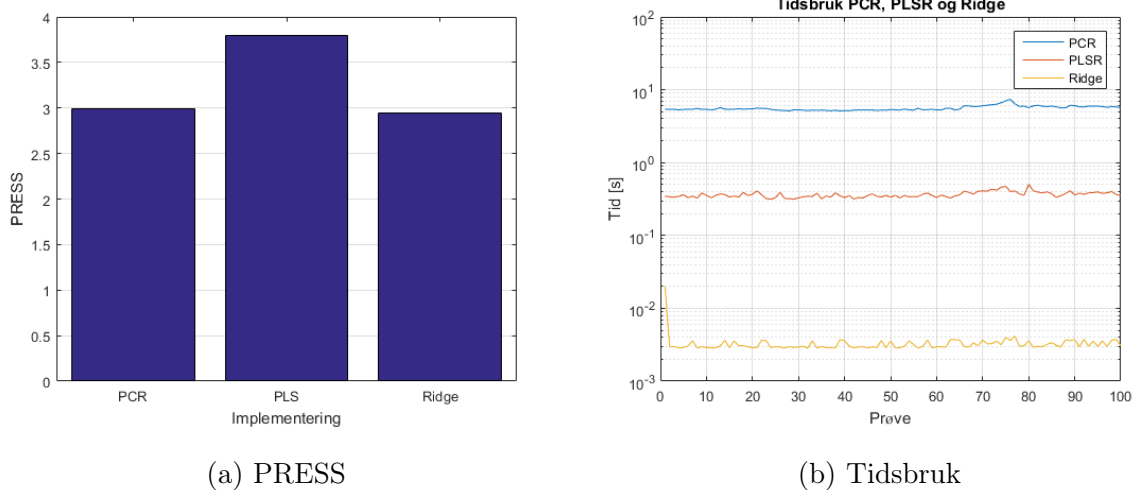 4
3.5
3
2.5
2
1.5
1
0.5
0
PRESS
PCR
PLS
Ridge
Implementering
(a) PRESS
Tidsbruk PCR, PLSR og Ridge
PCR
PLSR
Ridge
10^2
10^1
10^0
10^-1
10^-2
10^-3
Tid [s]
0 10 20 30 40 50 60 70 80 90 100
Prøve
(b) Tidsbruk